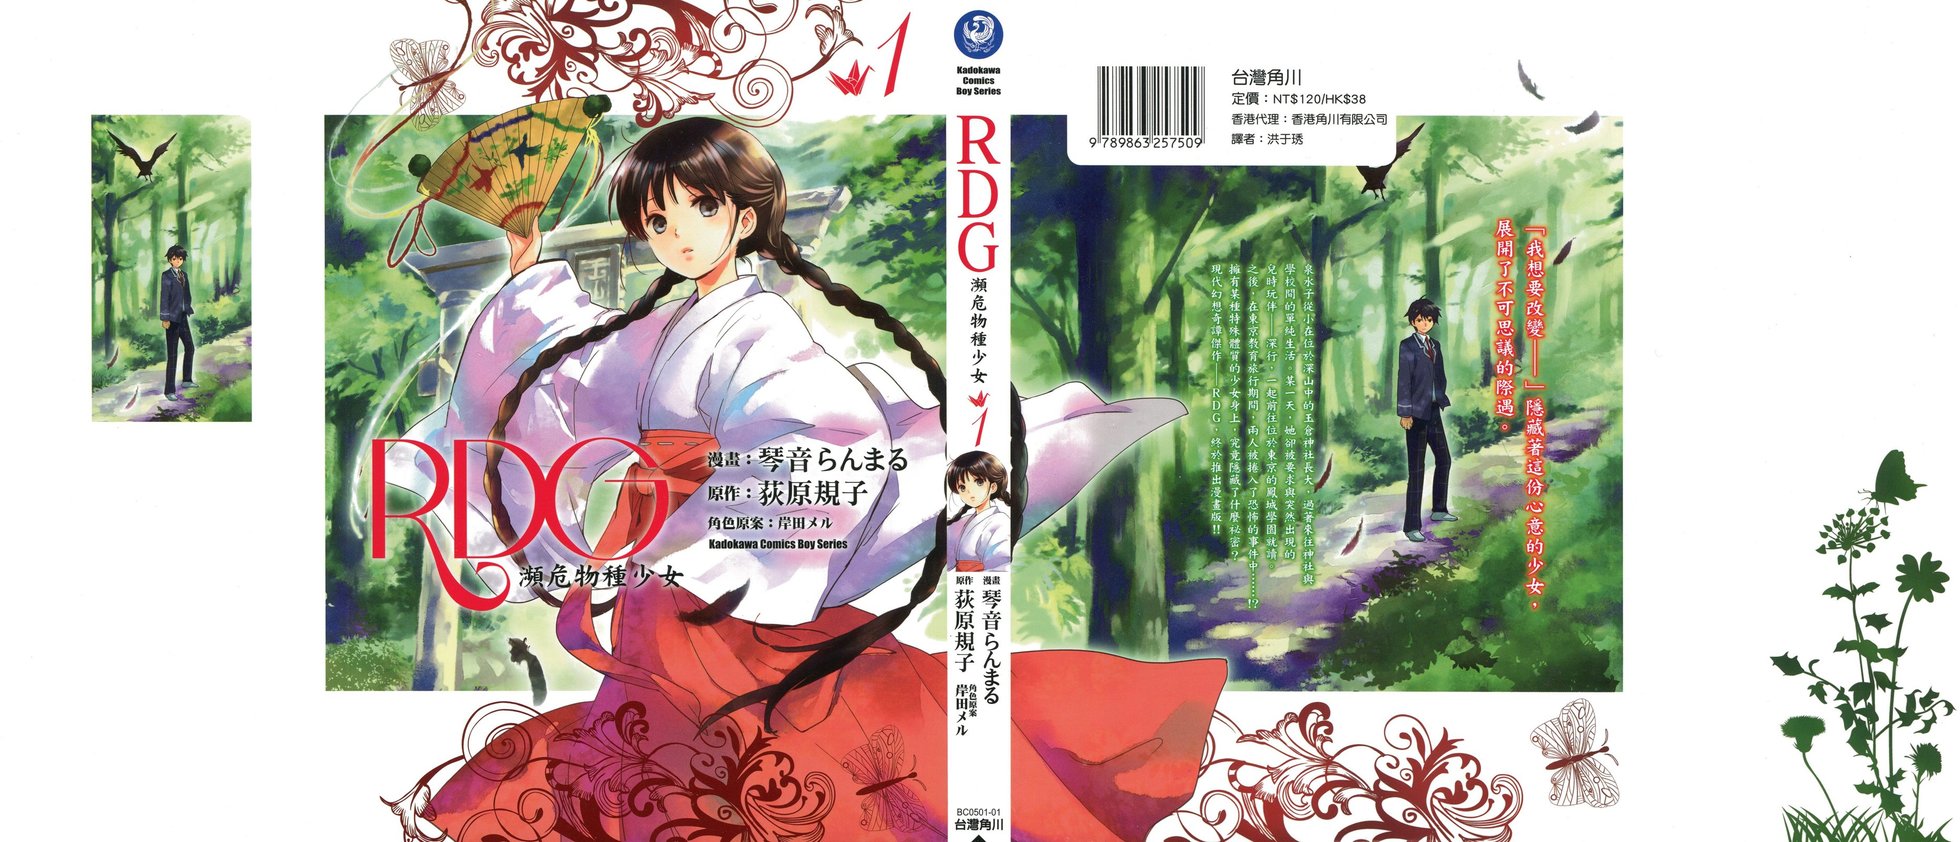 1
RDG
瀕危物種少女
漫畫：琴音らんまる
原作：荻原規子
角色原案：岸田メル
Kadokawa Comics Boy Series
Kadokawa
Comics
Boy Series
RDG
瀕危物種少女
1
漫畫 琴音らんまる
原作 荻原規子
角色原案 岸田メル
BC0501-01
台灣角川
9 789863 257509
台灣角川
定價：NT$120/HK$38
香港代理：香港角川有限公司
譯者：洪于琇
「我想要改變——」隱藏著這份心意的少女，
展開了不可思議的際遇。
泉水子從小在位於深山中的玉倉神社長大，過著來往神社與
學校間的單純生活。某一天，她卻被要求與突然出現的
兒時玩伴——深行，一起前往位於東京的鳳城學園就讀。
之後，在東京教育旅行期間，兩人被捲入了恐怖的事件中……!?
擁有某種特殊體質的少女身上，究竟隱藏了什麼祕密？
現代幻想奇譚傑作——RDG，終於推出漫畫版!!